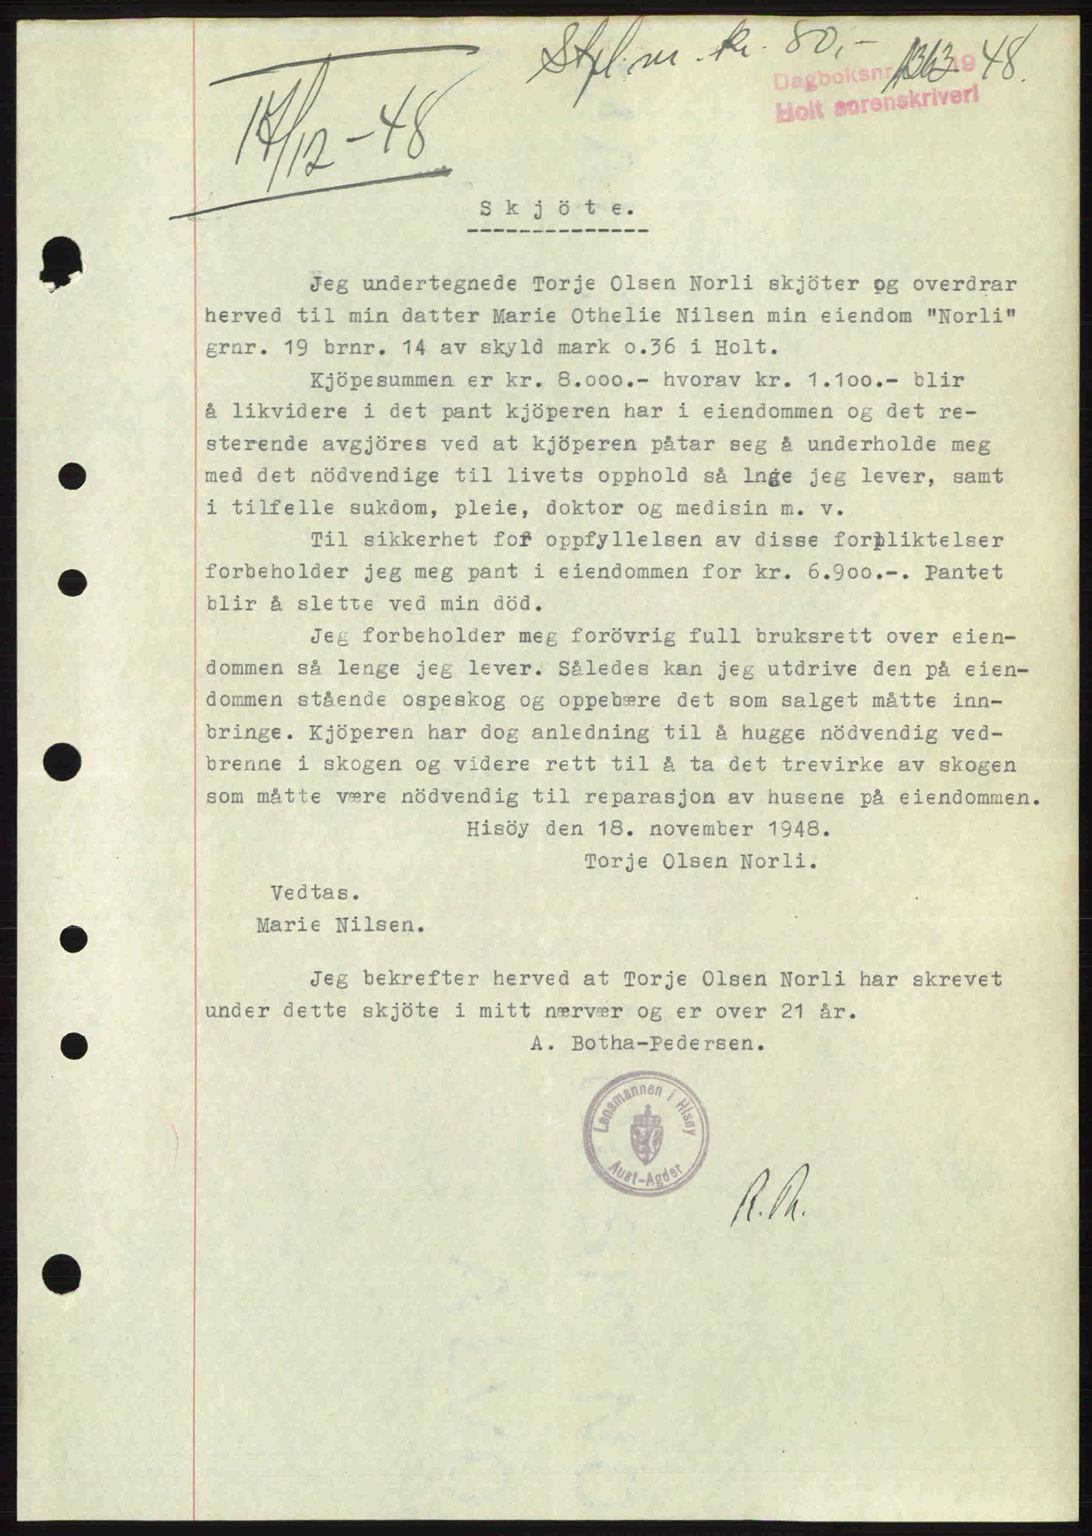 Stpl.m. kr. 80,-
17/12-48
Dagboksnr. 1363 1948.
Holt sorenskriveri
Skjöte.
Jeg undertegnede Torje Olsen Norli skjöter og overdrar
herved til min datter Marie Othelie Nilsen min eiendom "Norli"
grnr. 19 brnr. 14 av skyld mark o.36 i Holt.
Kjöpesummen er kr. 8.ooo.- hvorav kr. 1.1oo.- blir
å likvidere i det pant kjöperen har i eiendommen og det re-
sterende avgjöres ved at kjöperen påtar seg å underholde meg
med det nödvendige til livets opphold så lnge jeg lever, samt
i tilfelle sukdom, pleie, doktor og medisin m. v.
Til sikkerhet for oppfyllelsen av disse forpliktelser
forbeholder jeg meg pant i eiendommen for kr. 6.9oo.-. Pantet
blir å slette ved min död.
Jeg forbeholder meg forövrig full bruksrett over eien-
dommen så lenge jeg lever. Således kan jeg utdrive den på eien-
dommen stående ospeskog og oppebære det som salget måtte inn-
bringe. Kjöperen har dog anledning til å hugge nödvendig ved-
brenne i skogen og videre rett til å ta det trevirke av skogen
som måtte være nödvendig til reparasjon av husene på eiendommen.
Hisöy den 18. november 1948.
Torje Olsen Norli.
Vedtas.
Marie Nilsen.
Jeg bekrefter herved at Torje Olsen Norli har skrevet
under dette skjöte i mitt nærvær og er over 21 år.
A. Botha-Pedersen.
Lensmannen i Hisøy
Aust-Agder